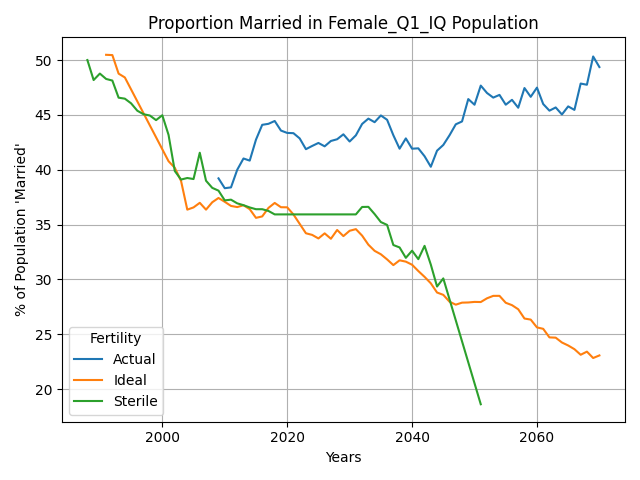 Proportion Married in Female_Q1_IQ Population
% of Population 'Married'
50
45
40
35
30
25
20
Fertility
Actual
Ideal
Sterile
2000
2020
2040
2060
Years